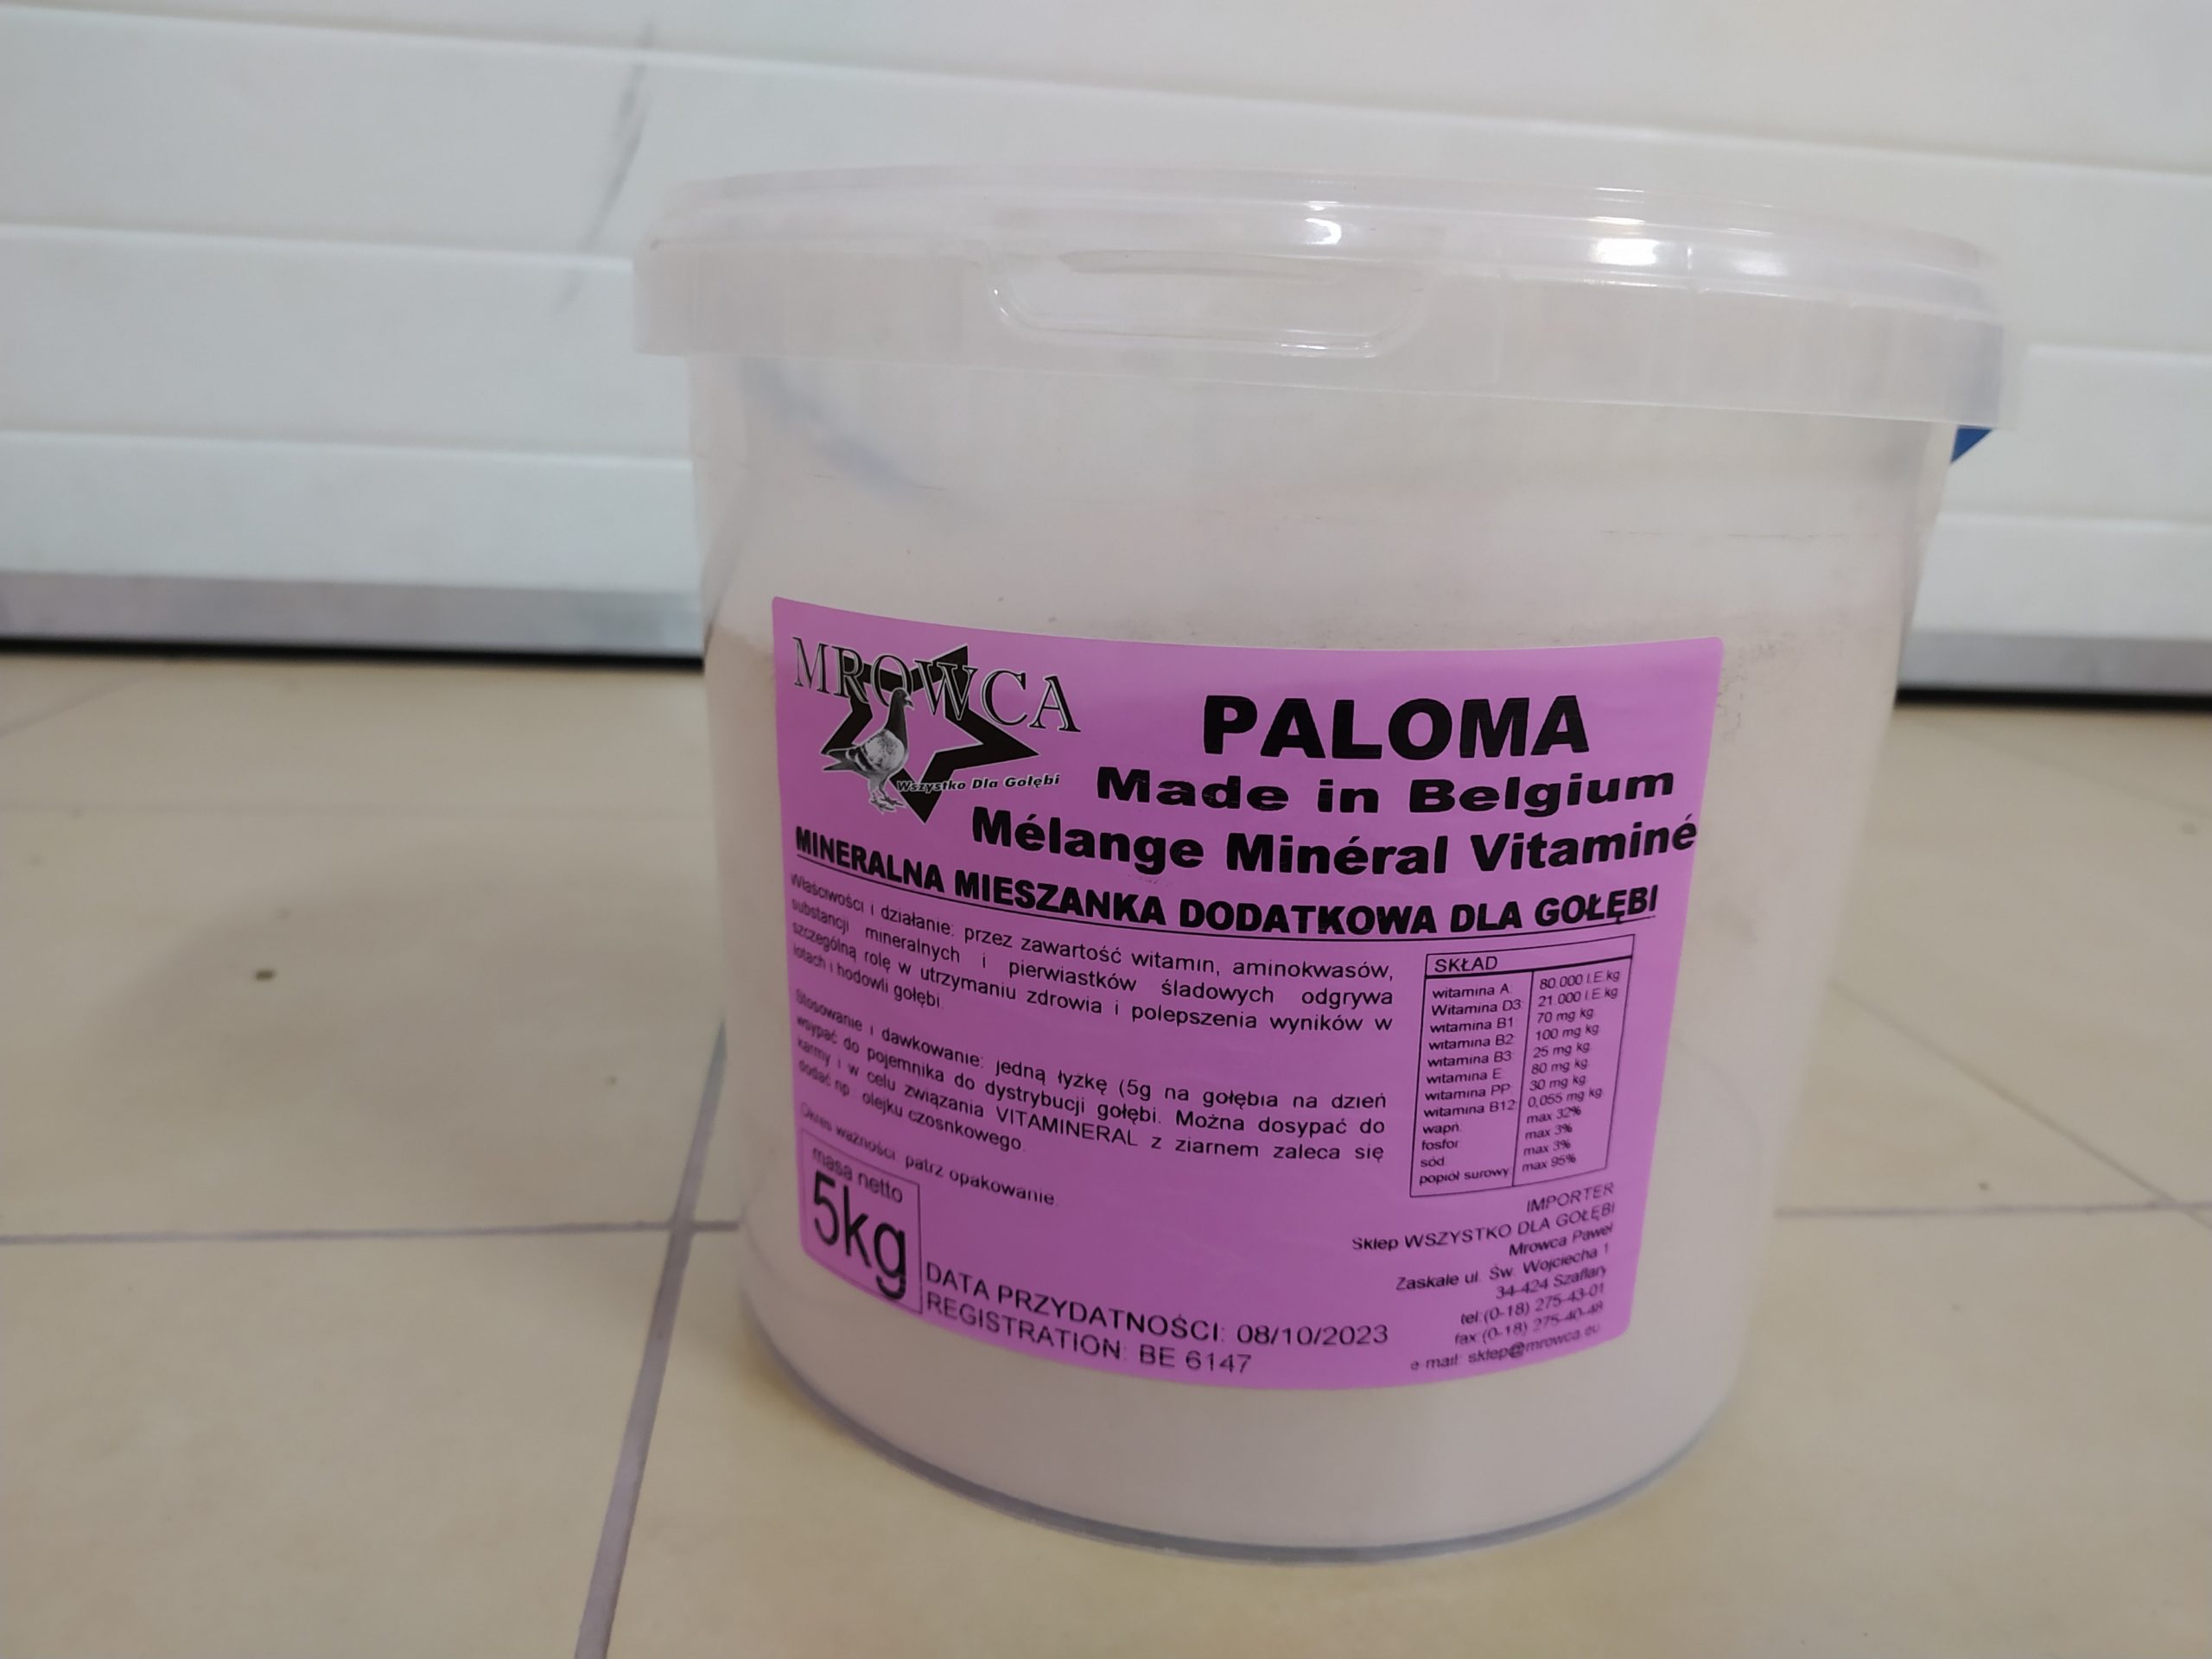 MROWCA
Wszystko Dla Gołębi
PALOMA
Made in Belgium
Mélange Minéral Vitaminé
MINERALNA MIESZANKA DODATKOWA DLA GOŁĘBI
Właściwości i działanie: przez zawartość witamin, aminokwasów,
substancji mineralnych i pierwiastków śladowych odgrywa
szczególną rolę w utrzymaniu zdrowia i polepszenia wyników w
lotach i hodowli gołębi.
Stosowanie i dawkowanie: jedną łyżkę (5g na gołębia na dzień
wsypać do pojemnika do dystrybucji gołębi. Można dosypać do
karmy i w celu związania VITAMINERAL z ziarnem zaleca się
dodać np. olejku czosnkowego.
Okres ważności patrz opakowanie.
SKŁAD
witamina A: 80.000 I.E.kg
Witamina D3: 21.000 I.E.kg
witamina B1 70 mg kg
witamina B2: 100 mg kg.
witamina B3: 25 mg kg.
witamina E: 80 mg kg.
witamina PP: 30 mg kg.
witamina B12: 0,055 mg kg.
wapń: max 32%
fosfor: max 3%
sód: max 3%
popiół surowy: max 95%
masa netto
5kg
DATA PRZYDATNOŚCI: 08/10/2023
REGISTRATION: BE 6147
IMPORTER
Sklep WSZYSTKO DLA GOŁĘBI
Mrowca Paweł
Zaskale ul. Św. Wojciecha 1
34-424 Szaflary
tel:(0-18) 275-43-01
fax:(0-18) 275-40-48
e-mail: sklep@mrowca.eu